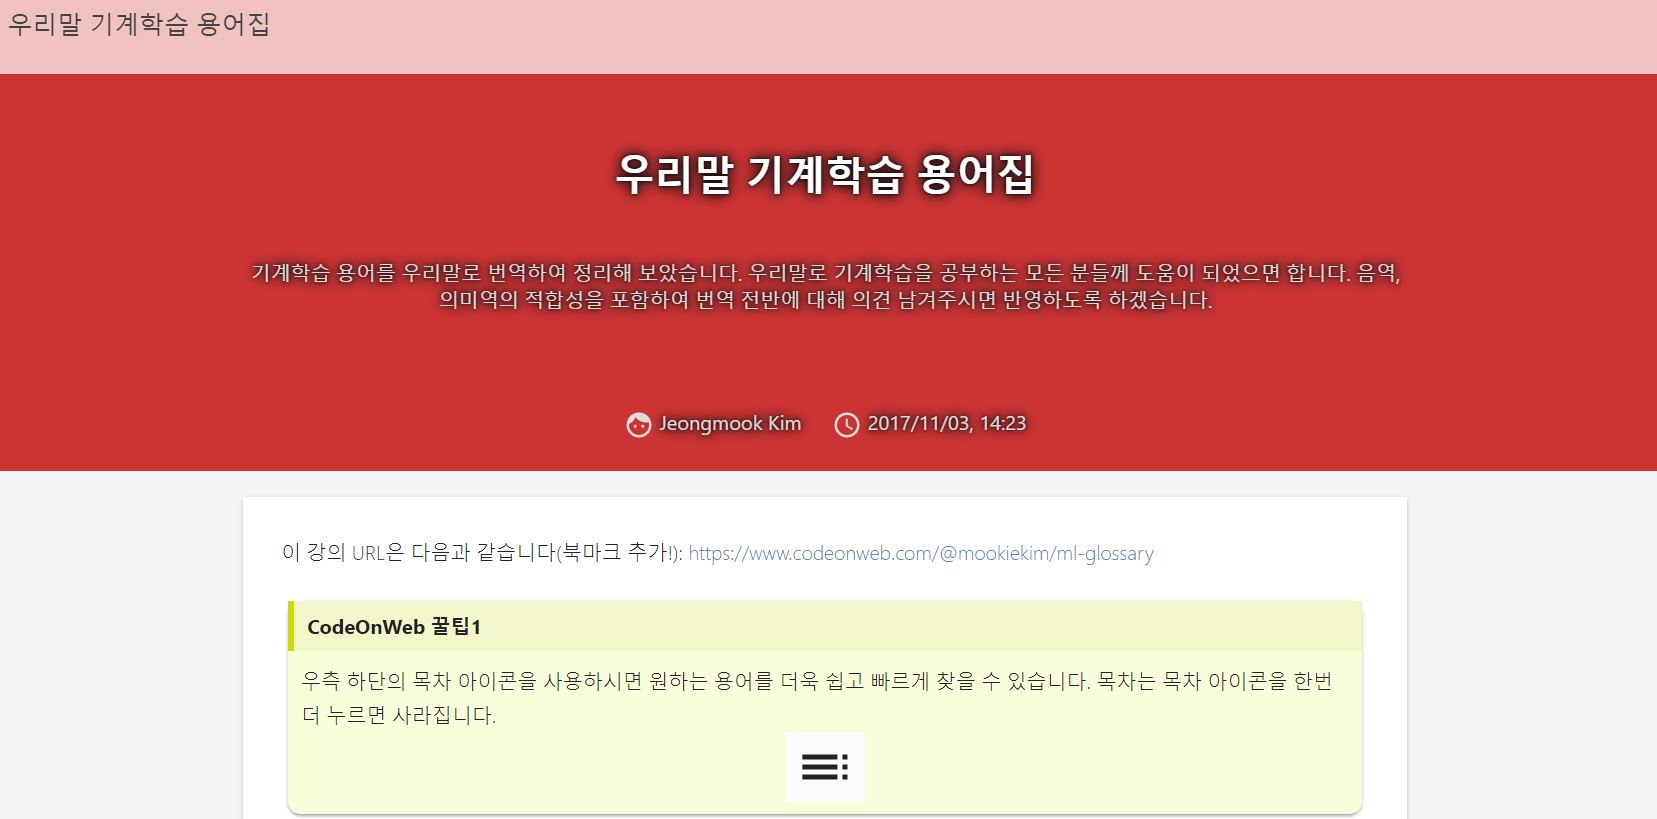 우리말 기계학습 용어집
우리말 기계학습 용어집
기계학습 용어를 우리말로 번역하여 정리해 보았습니다. 우리말로 기계학습을 공부하는 모든 분들께 도움이 되었으면 합니다. 음역,
의미역의 적합성을 포함하여 번역 전반에 대해 의견 남겨주시면 반영하도록 하겠습니다.
Jeongmook Kim 2017/11/03, 14:23
이 강의 URL은 다음과 같습니다(북마크 추가!): https://www.codeonweb.com/@mookiekim/ml-glossary
CodeOnWeb 꿀팁1
우측 하단의 목차 아이콘을 사용하시면 원하는 용어를 더욱 쉽고 빠르게 찾을 수 있습니다. 목차는 목차 아이콘을 한번
더 누르면 사라집니다.